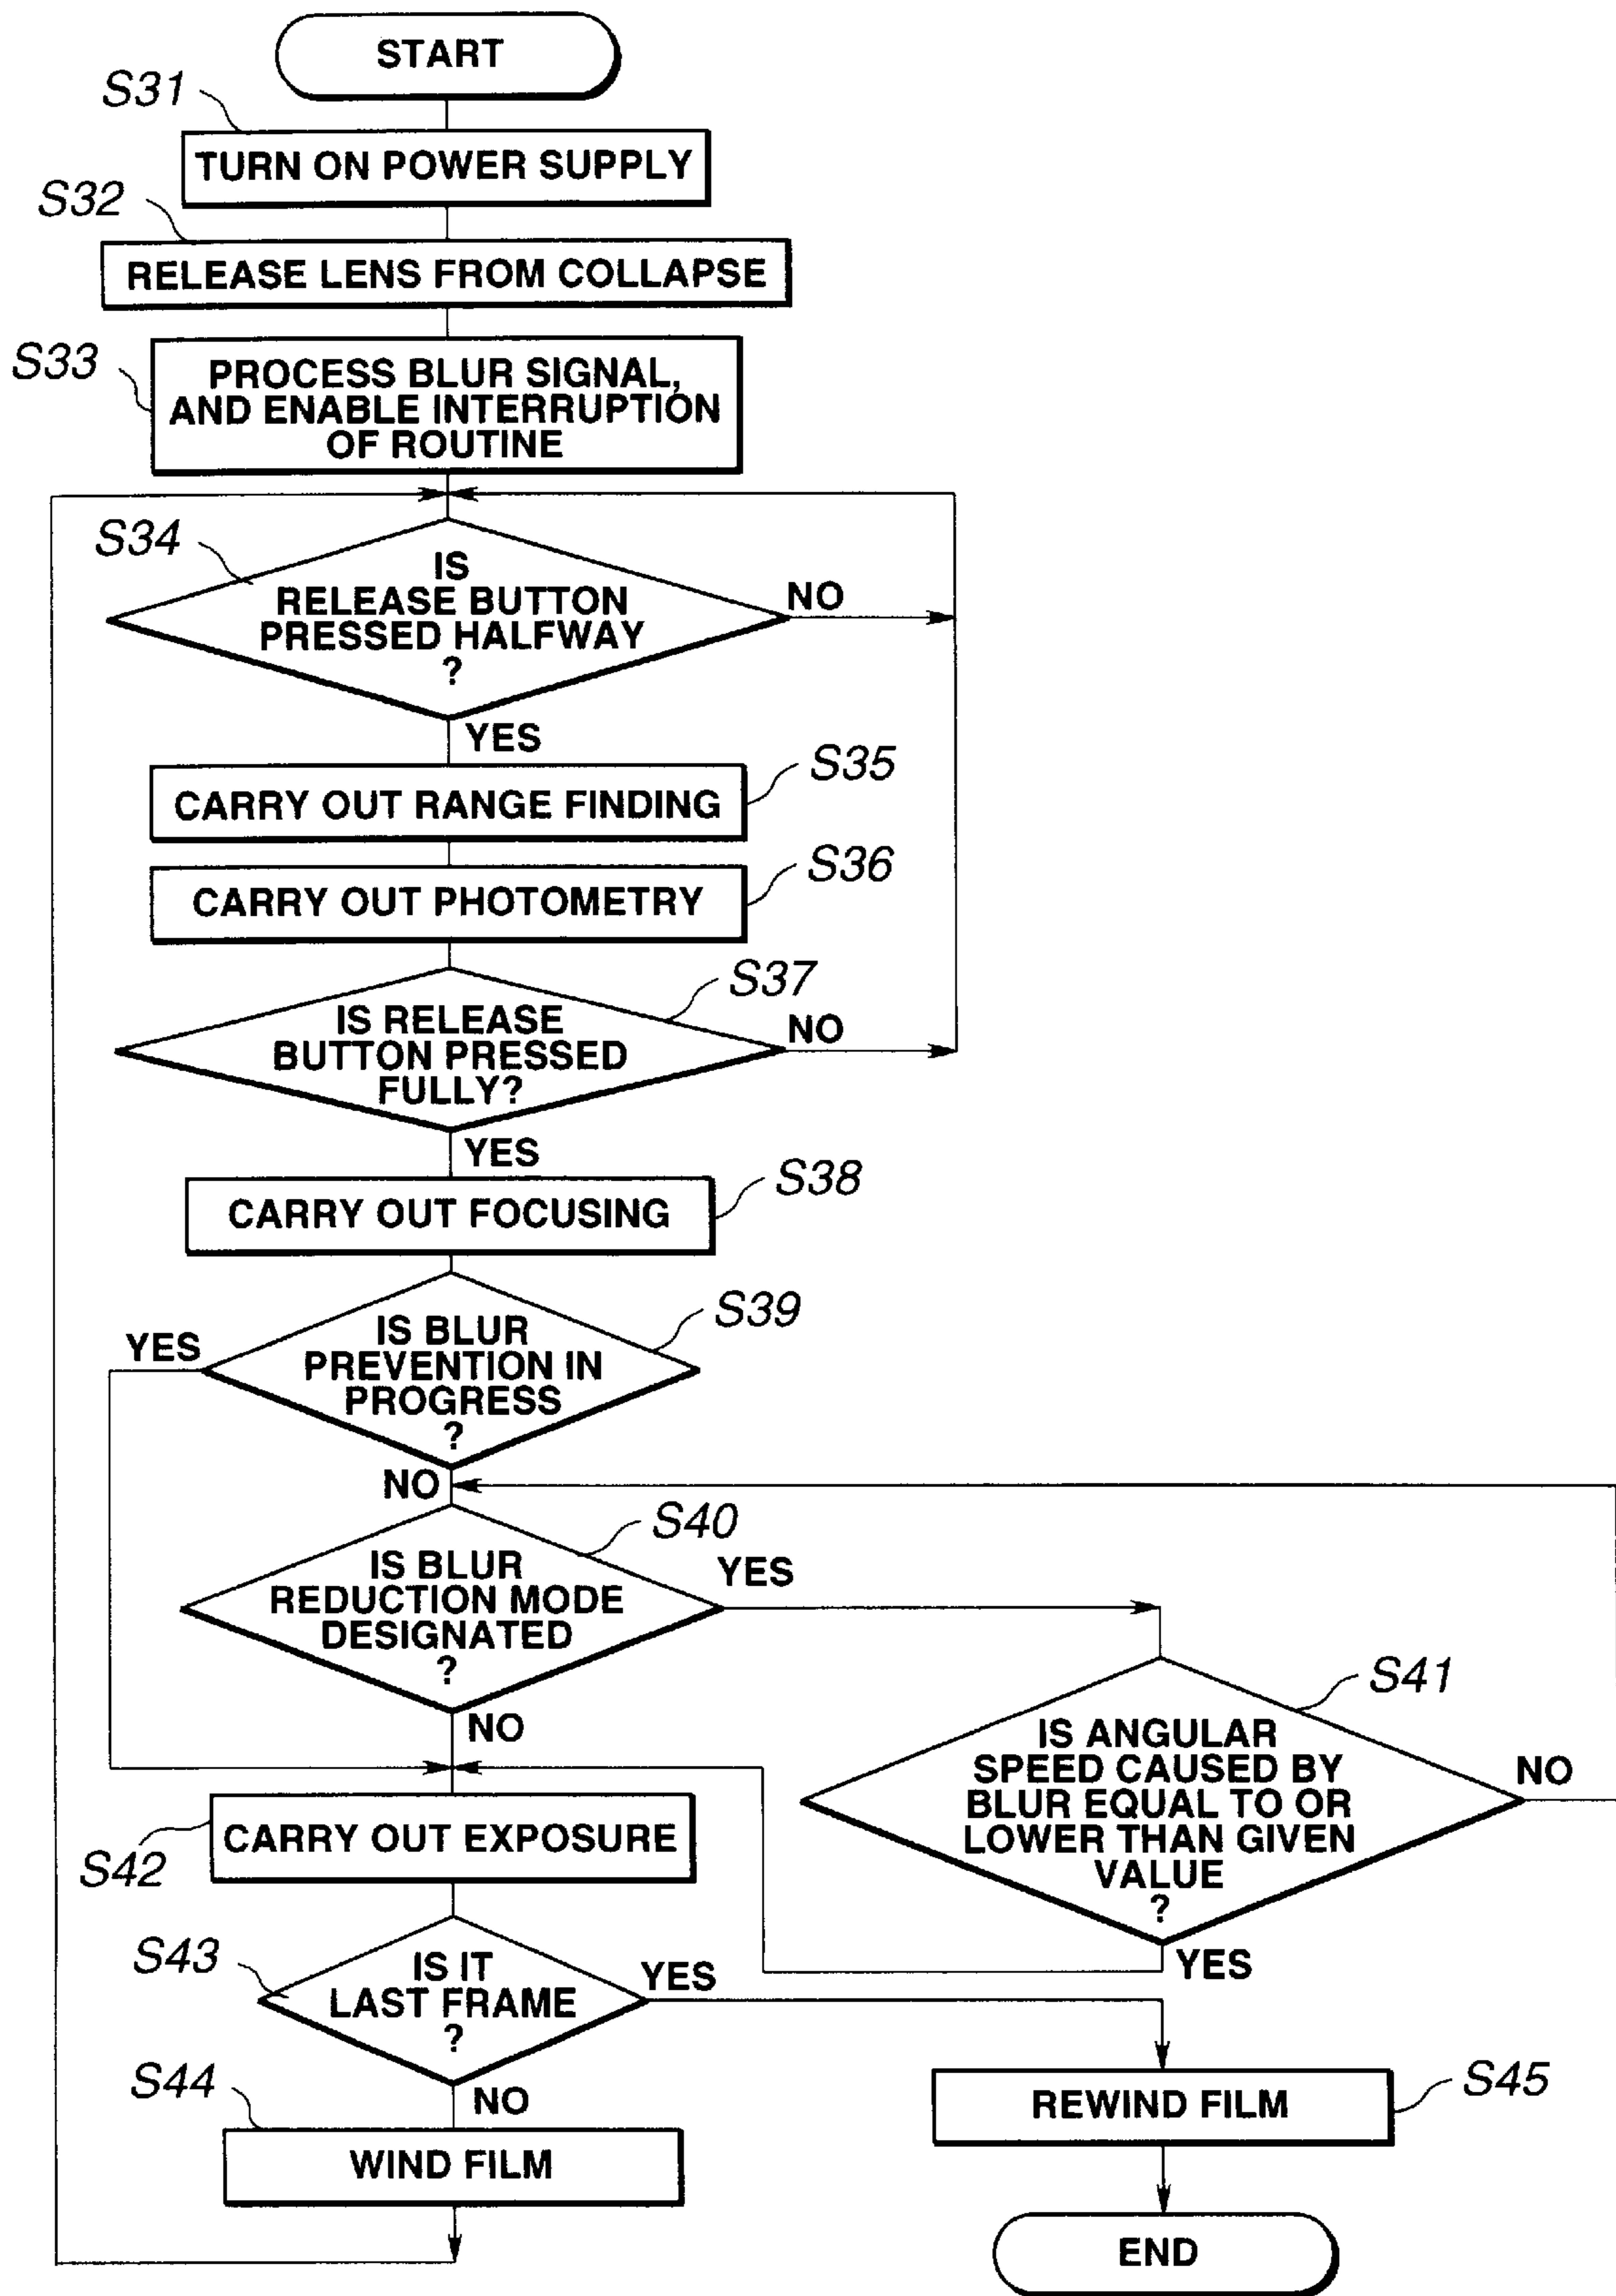 START
S31
TURN ON POWER SUPPLY
S32
RELEASE LENS FROM COLLAPSE
S33
PROCESS BLUR SIGNAL,
AND ENABLE INTERRUPTION
OF ROUTINE
S34
IS
RELEASE BUTTON
PRESSED HALFWAY
?
NO
YES
S35
CARRY OUT RANGE FINDING
S36
CARRY OUT PHOTOMETRY
S37
IS RELEASE
BUTTON PRESSED
FULLY?
NO
YES
S38
CARRY OUT FOCUSING
S39
IS BLUR
PREVENTION IN
PROGRESS
?
YES
NO
S40
IS BLUR
REDUCTION MODE
DESIGNATED
?
YES
NO
S41
IS ANGULAR
SPEED CAUSED BY
BLUR EQUAL TO OR
LOWER THAN GIVEN
VALUE
?
NO
YES
S42
CARRY OUT EXPOSURE
S43
IS IT
LAST FRAME
?
YES
NO
S44
WIND FILM
S45
REWIND FILM
END